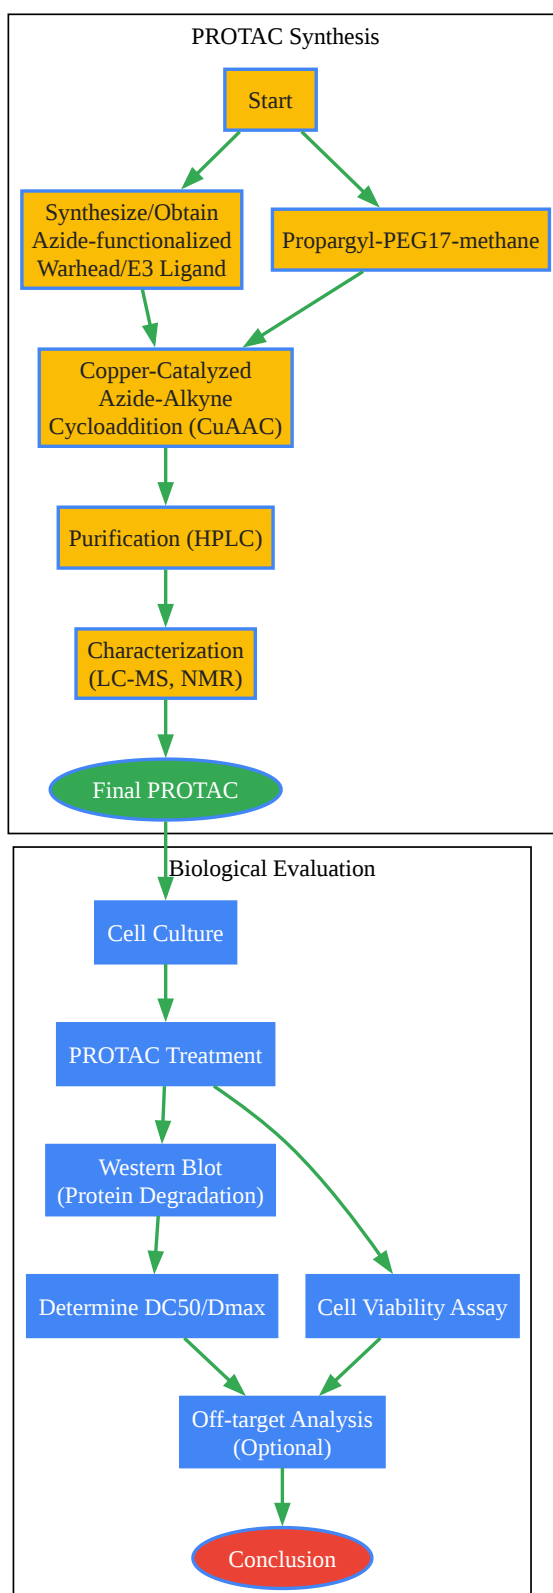 PROTAC Synthesis
Start
Synthesize/Obtain
Azide-functionalized
Warhead/E3 Ligand
Propargyl-PEG17-methane
Copper-Catalyzed
Azide-Alkyne
Cycloaddition (CuAAC)
Purification (HPLC)
Characterization
(LC-MS, NMR)
Final PROTAC
Biological Evaluation
Cell Culture
PROTAC Treatment
Western Blot
(Protein Degradation)
Determine DC50/Dmax
Cell Viability Assay
Off-target Analysis
(Optional)
Conclusion